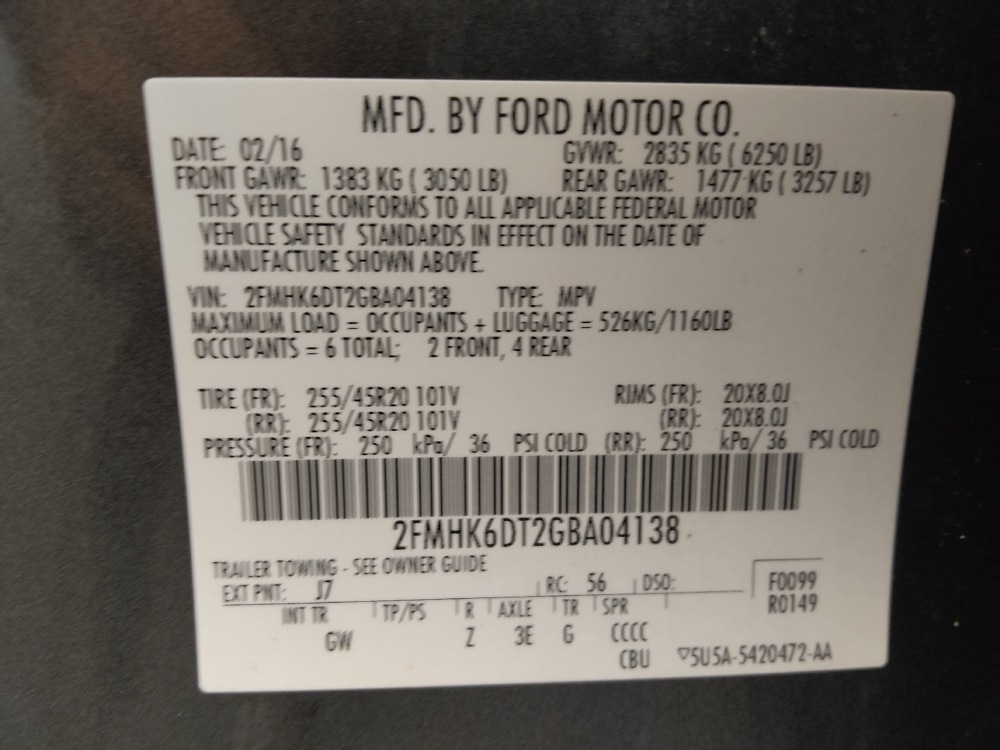 MFD. BY FORD MOTOR CO.
DATE: 02/16 GVWR: 2835 KG ( 6250 LB)
FRONT GAWR: 1383 KG ( 3050 LB) REAR GAWR: 1477 KG ( 3257 LB)
THIS VEHICLE CONFORMS TO ALL APPLICABLE FEDERAL MOTOR
VEHICLE SAFETY STANDARDS IN EFFECT ON THE DATE OF
MANUFACTURE SHOWN ABOVE.
VIN: 2FMHK6DT2GBA04138 TYPE: MPV
MAXIMUM LOAD = OCCUPANTS + LUGGAGE = 526KG/1160LB
OCCUPANTS = 6 TOTAL; 2 FRONT, 4 REAR
TIRE (FR): 255/45R20 101V RIMS (FR): 20X8.0J
(RR): 255/45R20 101V (RR): 20X8.0J
PRESSURE (FR): 250 kPa/ 36 PSI COLD (RR): 250 kPa/ 36 PSI COLD
2FMHK6DT2GBA04138
TRAILER TOWING - SEE OWNER GUIDE
EXT PNT: J7 RC: 56 DSO: F0099
INT TR TP/PS R AXLE TR SPR R0149
GW Z 3E G CCCC
CBU ▽5U5A-5420472-AA